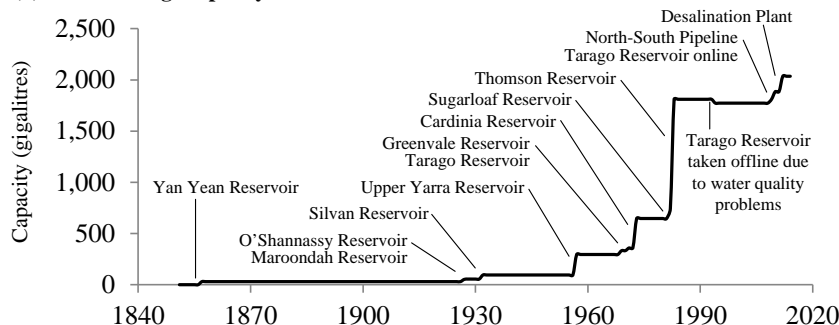 Desalination Plant
North-South Pipeline
Tarago Reservoir online
Thomson Reservoir
Sugarloaf Reservoir
Cardinia Reservoir
Greenvale Reservoir
Tarago Reservoir
Upper Yarra Reservoir
Yan Yean Reservoir
Silvan Reservoir
O'Shannassy Reservoir
Maroondah Reservoir
Tarago Reservoir
taken offline due
to water quality
problems
Capacity (gigalitres)
2,500
2,000
1,500
1,000
500
0
1840
1870
1900
1930
1960
1990
2020